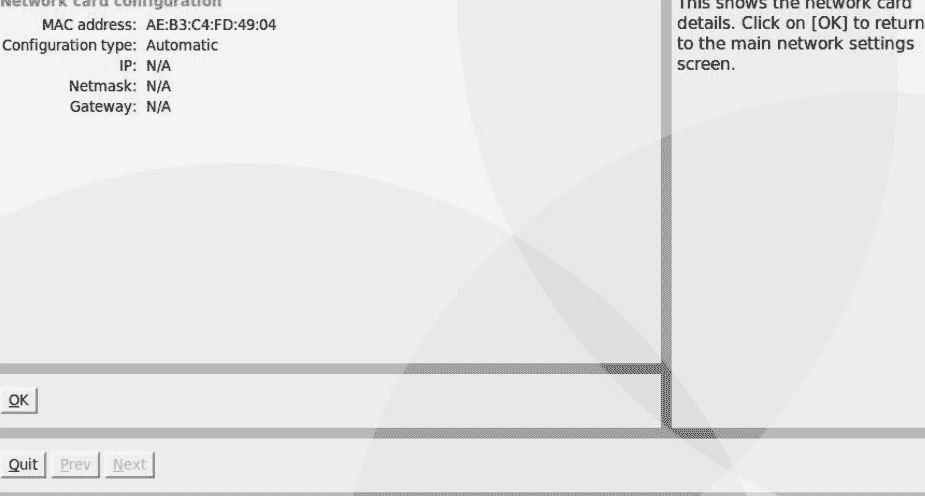 Network card configuration
MAC address: AE:B3:C4:FD:49:04
Configuration type: Automatic
IP: N/A
Netmask: N/A
Gateway: N/A
This shows the network card
details. Click on [OK] to return
to the main network settings
screen.
OK
Quit Prev Next